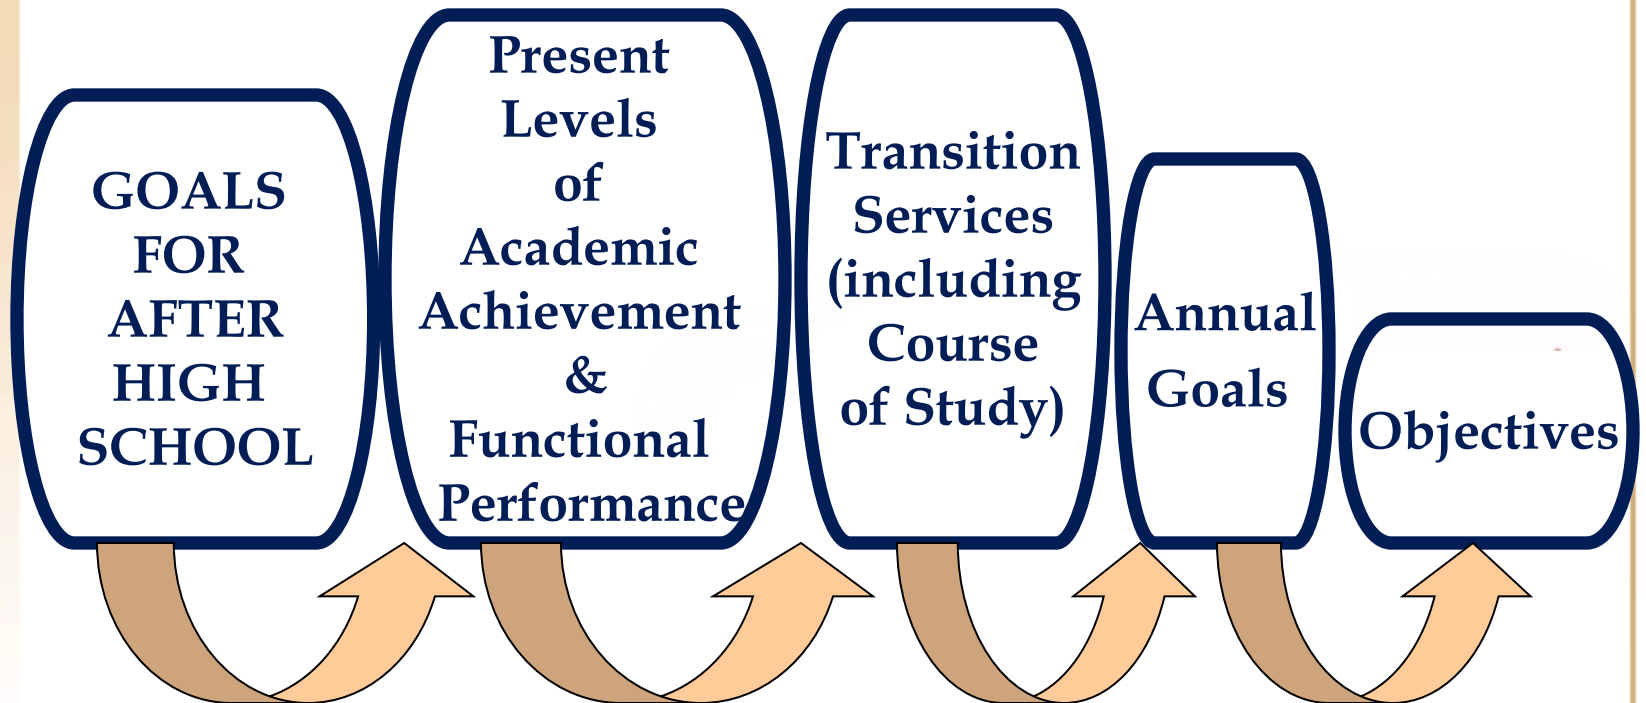 GOALS
FOR
AFTER
HIGH
SCHOOL
Present
Levels
of
Academic
Achievement
&
Functional
Performance
Transition
Services
(including
Course
of Study)
Annual
Goals
Objectives